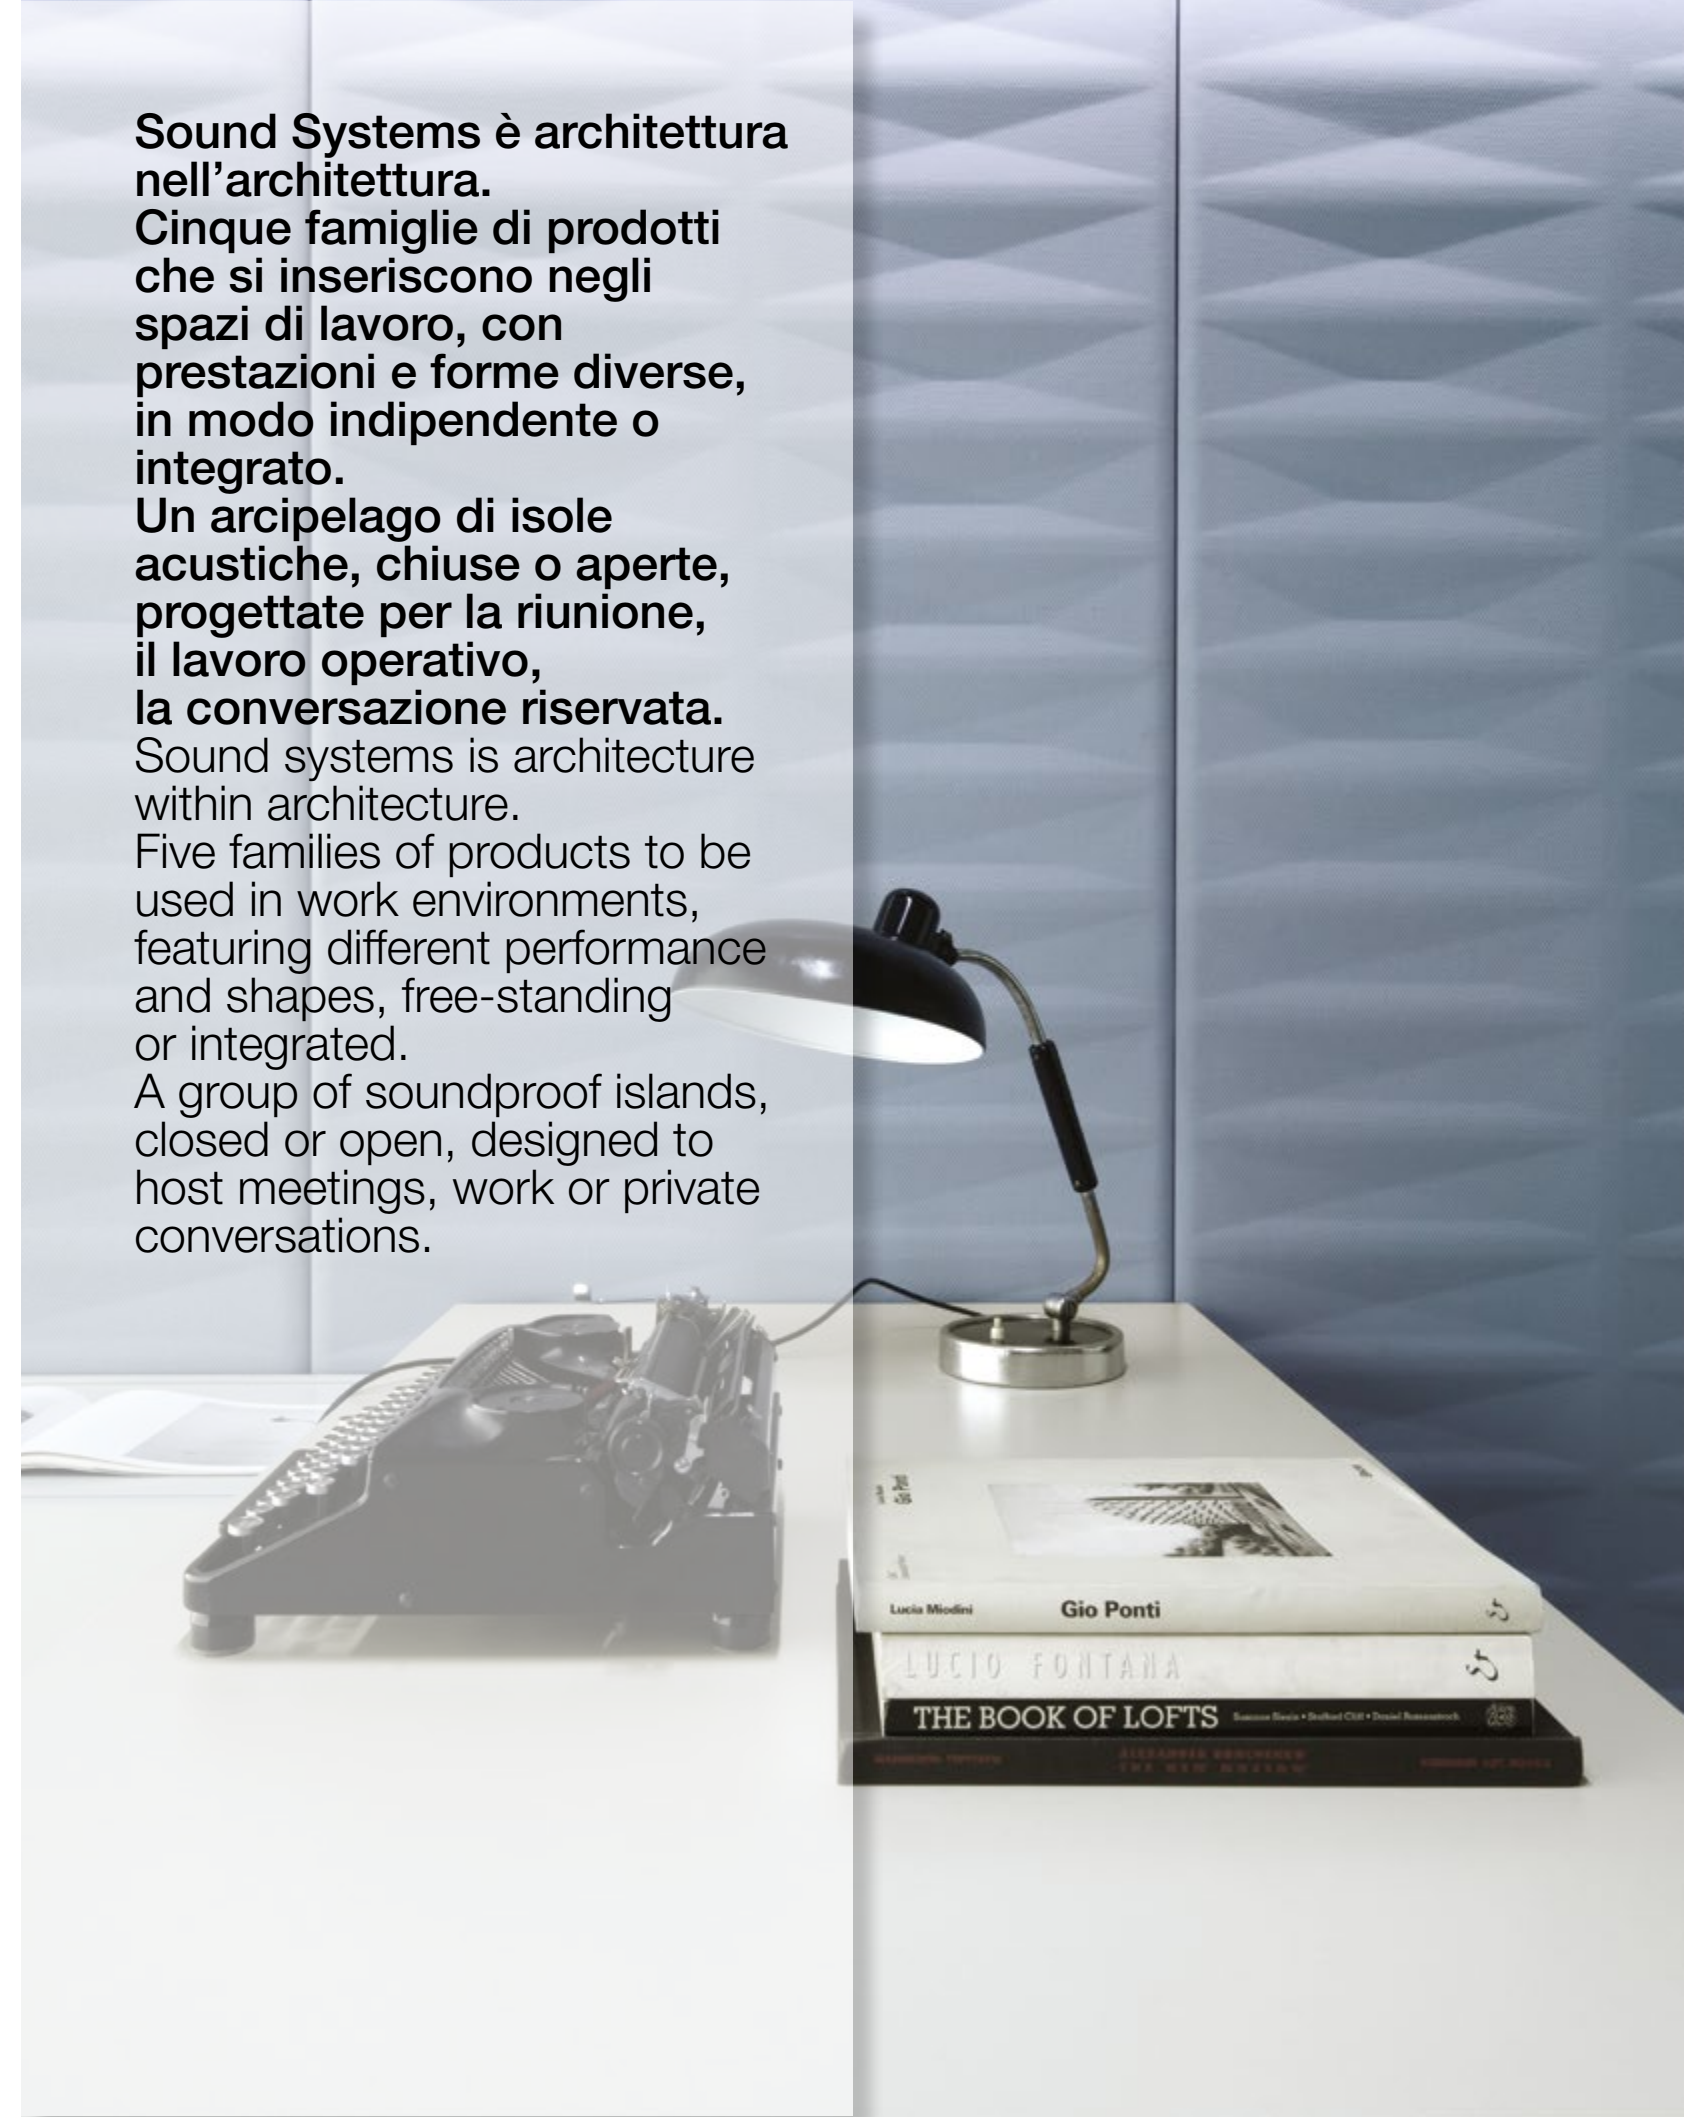 Sound Systems è architettura
nell’architettura.
Cinque famiglie di prodotti
che si inseriscono negli
spazi di lavoro, con
prestazioni e forme diverse,
in modo indipendente o
integrato.
Un arcipelago di isole
acustiche, chiuse o aperte,
progettate per la riunione,
il lavoro operativo,
la conversazione riservata.
Sound systems is architecture
within architecture.
Five families of products to be
used in work environments,
featuring different performance
and shapes, free-standing
or integrated.
A group of soundproof islands,
closed or open, designed to
host meetings, work or private
conversations.
Gio Ponti
Lucia Miodini Gio Ponti
LUCIO FONTANA
THE BOOK OF LOFTS